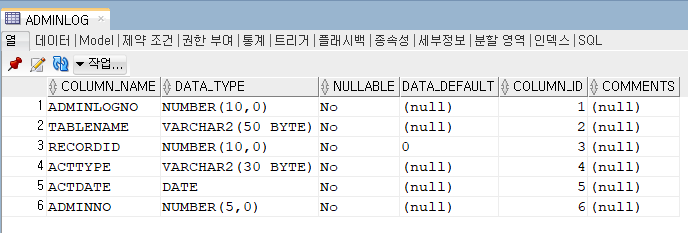 ADMINLOG
열 데이터 | Model | 제약 조건 | 권한 부여 | 통계 | 트리거 | 플래시백 | 종속성 | 세부정보 | 분할 영역 | 인덱스 | SQL
작업...
COLUMN_NAME DATA_TYPE NULLABLE DATA_DEFAULT COLUMN_ID COMMENTS
1 ADMINLOGNO NUMBER(10,0) No (null) 1 (null)
2 TABLENAME VARCHAR2(50 BYTE) No (null) 2 (null)
3 RECORDID NUMBER(10,0) No 0 3 (null)
4 ACTTYPE VARCHAR2(30 BYTE) No (null) 4 (null)
5 ACTDATE DATE No (null) 5 (null)
6 ADMINNO NUMBER(5,0) No (null) 6 (null)